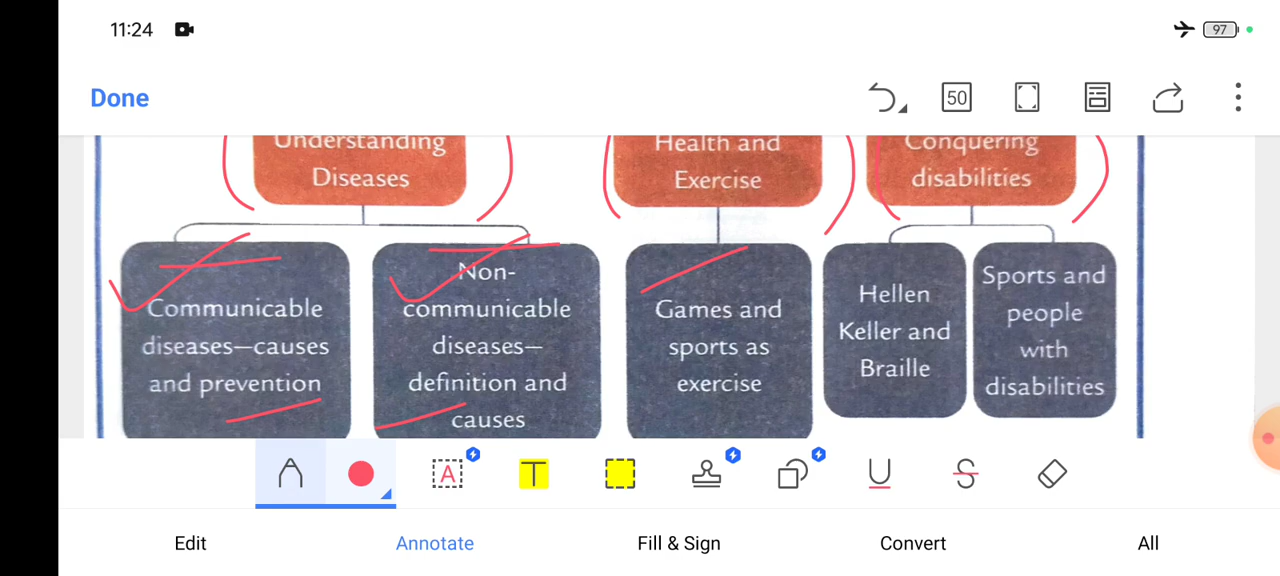 11:24
97
Done
50
Understanding
Diseases
Health and
Exercise
Conquering
disabilities
Communicable
diseases—causes
and prevention
Non-
communicable
diseases—
definition and
causes
Games and
sports as
exercise
Hellen
Keller and
Braille
Sports and
people
with
disabilities
A
T
U
S
Edit
Annotate
Fill & Sign
Convert
All